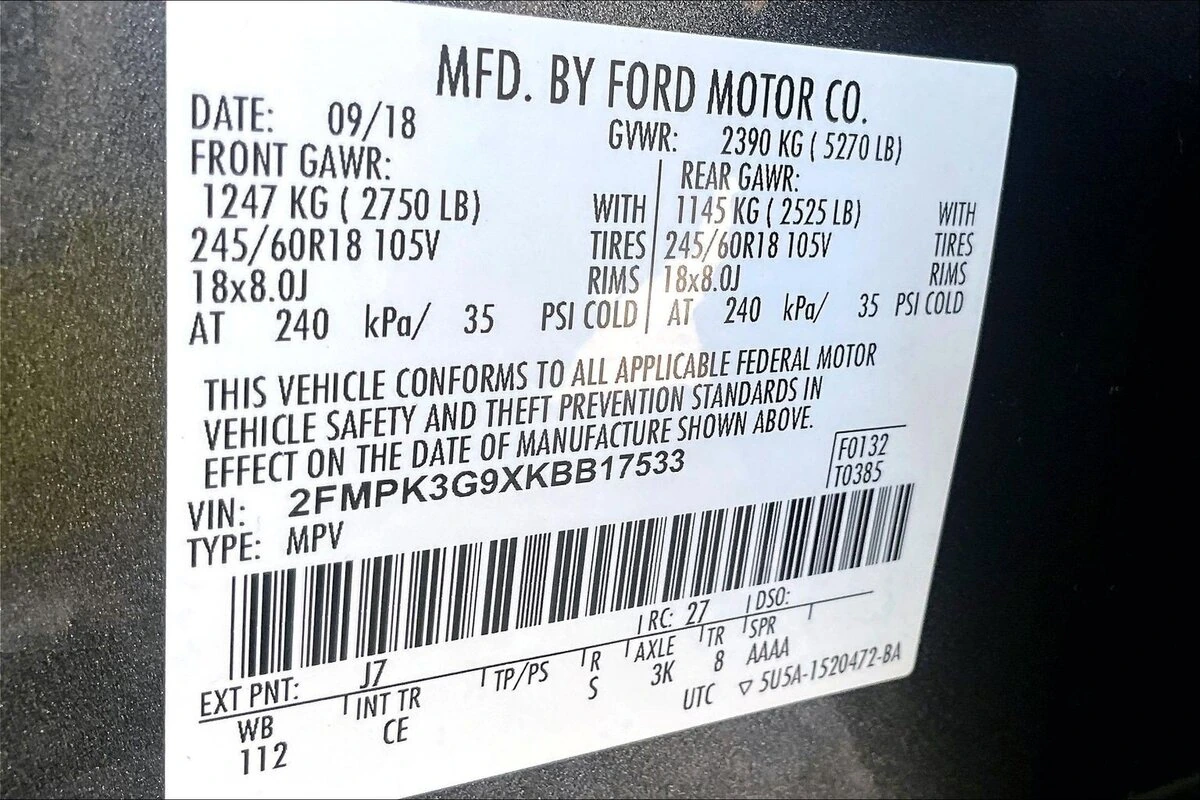 MFD. BY FORD MOTOR CO.
DATE: 09/18 GVWR: 2390 KG ( 5270 LB)
FRONT GAWR: REAR GAWR:
1247 KG ( 2750 LB) WITH 1145 KG ( 2525 LB) WITH
245/60R18 105V TIRES 245/60R18 105V TIRES
18x8.0J RIMS 18x8.0J RIMS
AT 240 kPa/ 35 PSI COLD AT 240 kPa/ 35 PSI COLD
THIS VEHICLE CONFORMS TO ALL APPLICABLE FEDERAL MOTOR
VEHICLE SAFETY AND THEFT PREVENTION STANDARDS IN
EFFECT ON THE DATE OF MANUFACTURE SHOWN ABOVE.
F0132
VIN: 2FMPK3G9XKBB17533 T0385
TYPE: MPV
EXT PNT: J7 RC: 27 DSO:
WB INT TR TP/PS R AXLE TR SPR
112 CE S 3K 8 AAAA
UTC ▽ 5U5A-1520472-BA